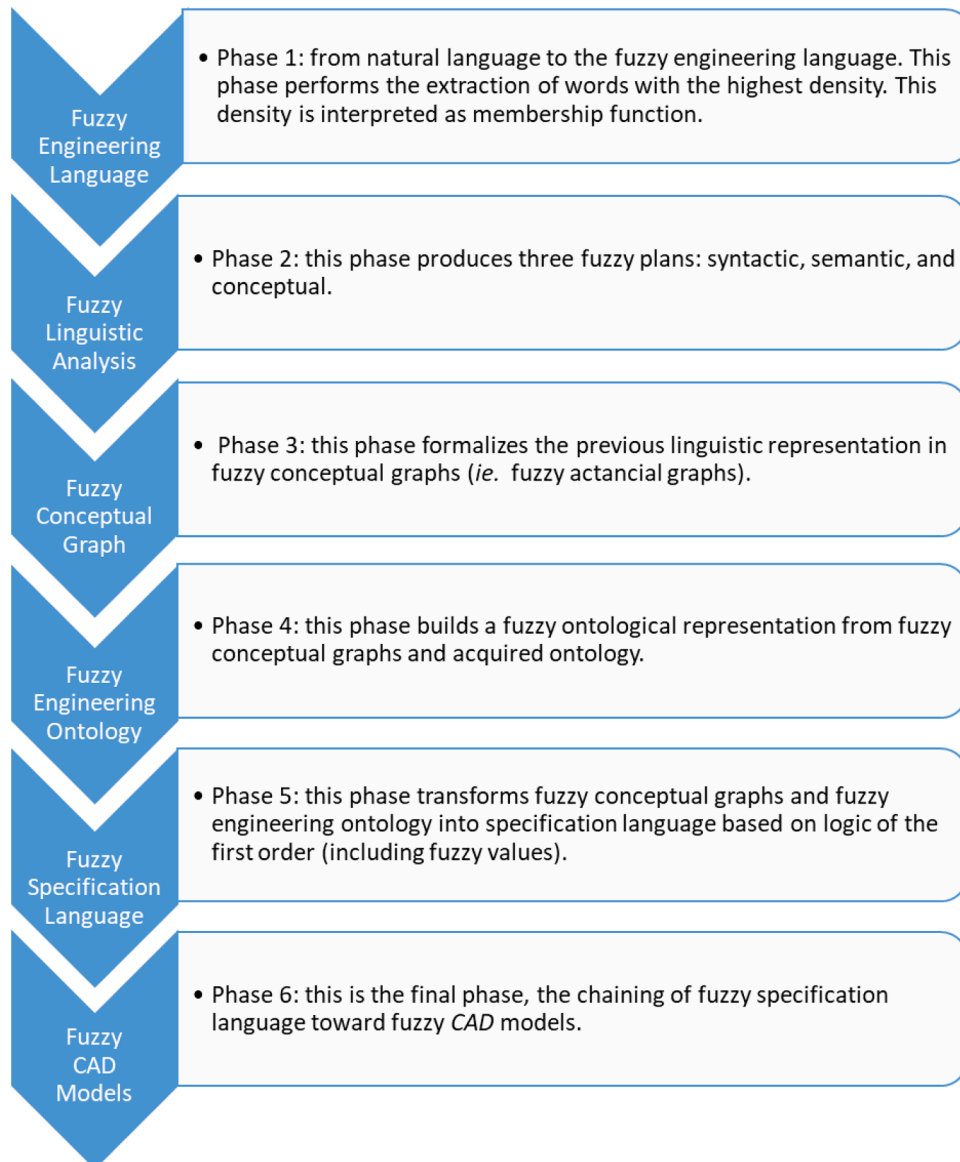 Fuzzy
Engineering
Language
• Phase 1: from natural language to the fuzzy engineering language. This
phase performs the extraction of words with the highest density. This
density is interpreted as membership function.
Fuzzy
Linguistic
Analysis
• Phase 2: this phase produces three fuzzy plans: syntactic, semantic, and
conceptual.
Fuzzy
Conceptual
Graph
• Phase 3: this phase formalizes the previous linguistic representation in
fuzzy conceptual graphs (ie. fuzzy actancial graphs).
Fuzzy
Engineering
Ontology
• Phase 4: this phase builds a fuzzy ontological representation from fuzzy
conceptual graphs and acquired ontology.
Fuzzy
Specification
Language
• Phase 5: this phase transforms fuzzy conceptual graphs and fuzzy
engineering ontology into specification language based on logic of the
first order (including fuzzy values).
Fuzzy
CAD
Models
• Phase 6: this is the final phase, the chaining of fuzzy specification
language toward fuzzy CAD models.